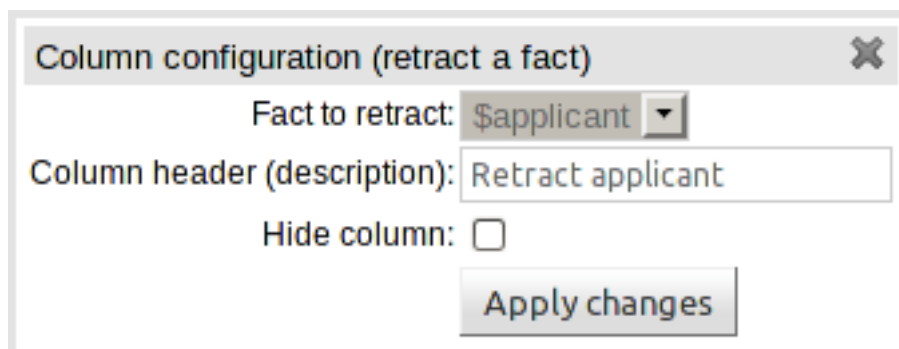 Column configuration (retract a fact)
Fact to retract: $applicant
Column header (description): Retract applicant
Hide column:
Apply changes